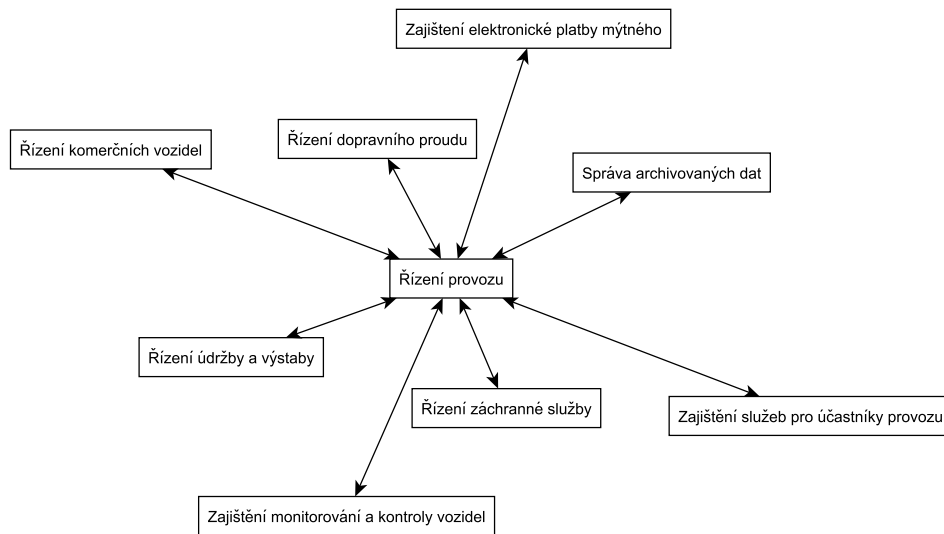 Zajištení elektronické platby mýtného
Řízení dopravního proudu
Řízení komerčních vozidel
Správa archivovaných dat
Řízení provozu
Řízení údržby a výstaby
Řízení záchranné služby
Zajištění služeb pro účastníky provozu
Zajištění monitorování a kontroly vozidel